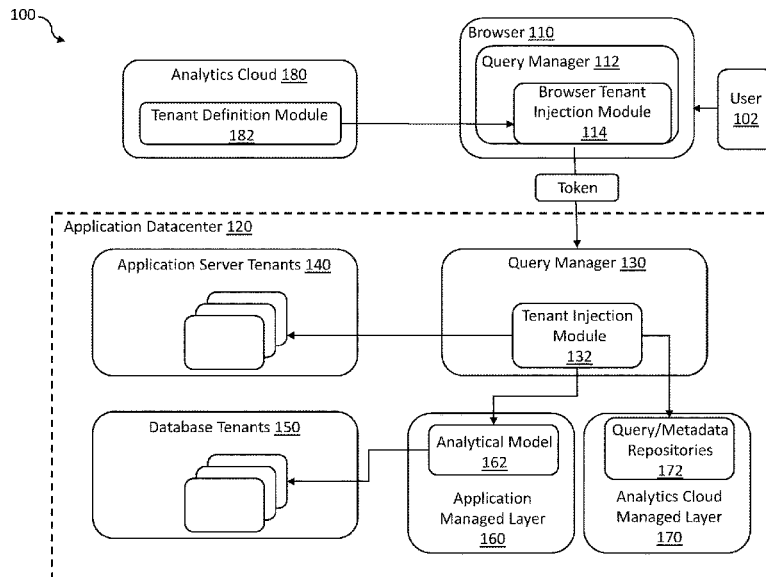 100
Browser 110
Query Manager 112
Browser Tenant
Injection Module
114
User
102
Analytics Cloud 180
Tenant Definition Module
182
Token
Application Datacenter 120
Application Server Tenants 140
Query Manager 130
Tenant Injection
Module
132
Database Tenants 150
Analytical Model
162
Application
Managed Layer
160
Query/Metadata
Repositories
172
Analytics Cloud
Managed Layer
170